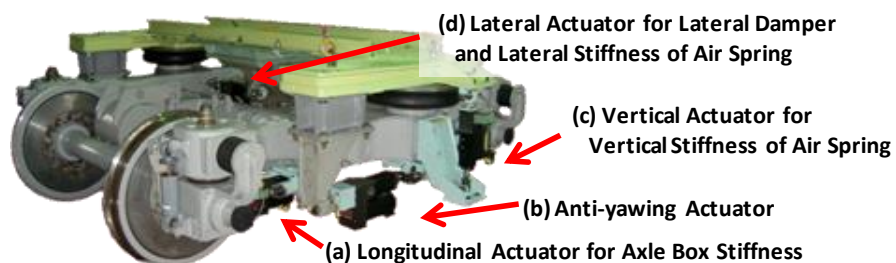 (d) Lateral Actuator for Lateral Damper
and Lateral Stiffness of Air Spring
(c) Vertical Actuator for
Vertical Stiffness of Air Spring
(b) Anti-yawing Actuator
(a) Longitudinal Actuator for Axle Box Stiffness